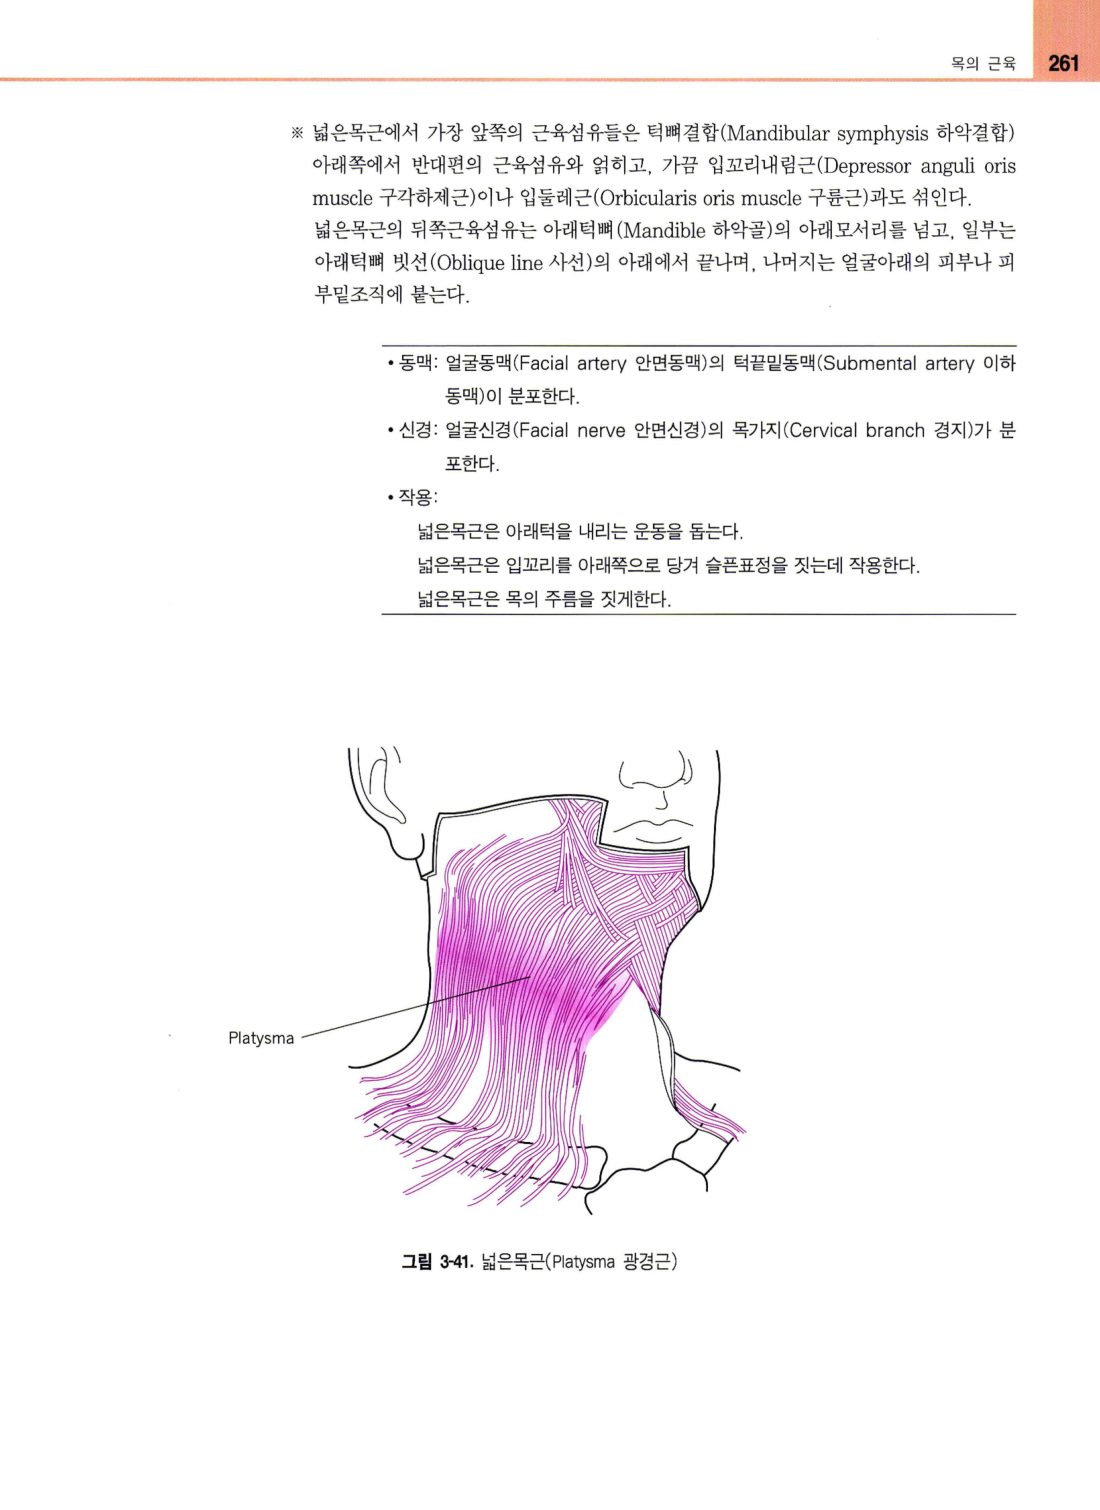 목의 근육 261
※ 넓은목근에서 가장 앞쪽의 근육섬유들은 턱뼈결합(Mandibular symphysis 하악결합)
아래쪽에서 반대편의 근육섬유와 얽히고, 가끔 입꼬리내림근(Depressor anguli oris
muscle 구각하제근)이나 입둘레근(Orbicularis oris muscle 구륜근)과도 섞인다.
넓은목근의 뒤쪽근육섬유는 아래턱뼈(Mandible 하악골)의 아래모서리를 넘고, 일부는
아래턱뼈 빗선(Oblique line 사선)의 아래에서 끝나며, 나머지는 얼굴아래의 피부나 피
부밑조직에 붙는다.
• 동맥: 얼굴동맥(Facial artery 안면동맥)의 턱끝밑동맥(Submental artery 이하
동맥)이 분포한다.
• 신경: 얼굴신경(Facial nerve 안면신경)의 목가지(Cervical branch 경지)가 분
포한다.
• 작용:
넓은목근은 아래턱을 내리는 운동을 돕는다.
넓은목근은 입꼬리를 아래쪽으로 당겨 슬픈표정을 짓는데 작용한다.
넓은목근은 목의 주름을 짓게한다.
Platysma
그림 3-41. 넓은목근(Platysma 광경근)